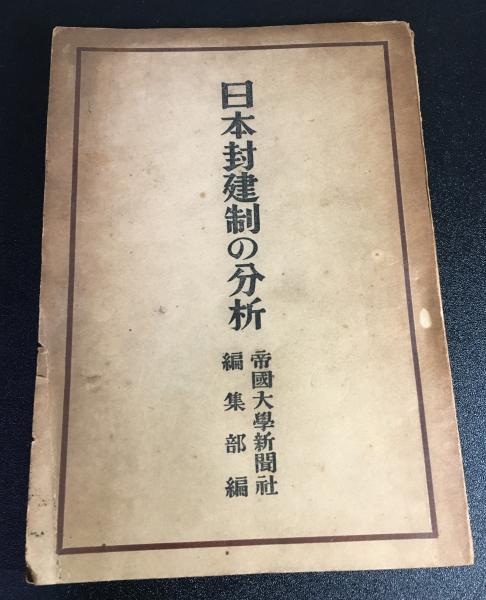 日本封建制の分析
帝國大學新聞社
編集部編